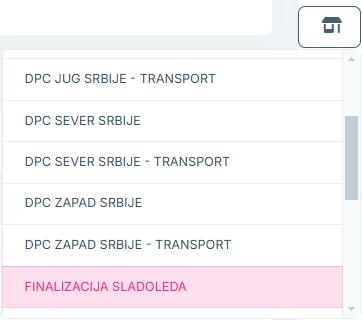 DPC JUG SRBIJE - TRANSPORT
DPC SEVER SRBIJE
DPC SEVER SRBIJE - TRANSPORT
DPC ZAPAD SRBIJE
DPC ZAPAD SRBIJE - TRANSPORT
FINALIZACIJA SLADOLEDA